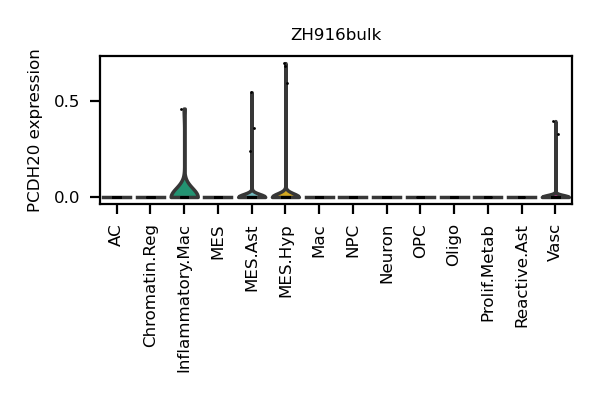 ZH916bulk
PCDH20 expression
0.5
0.0
AC
Chromatin.Reg
Inflammatory.Mac
MES
MES.Ast
MES.Hyp
Mac
NPC
Neuron
OPC
Oligo
Prolif.Metab
Reactive.Ast
Vasc